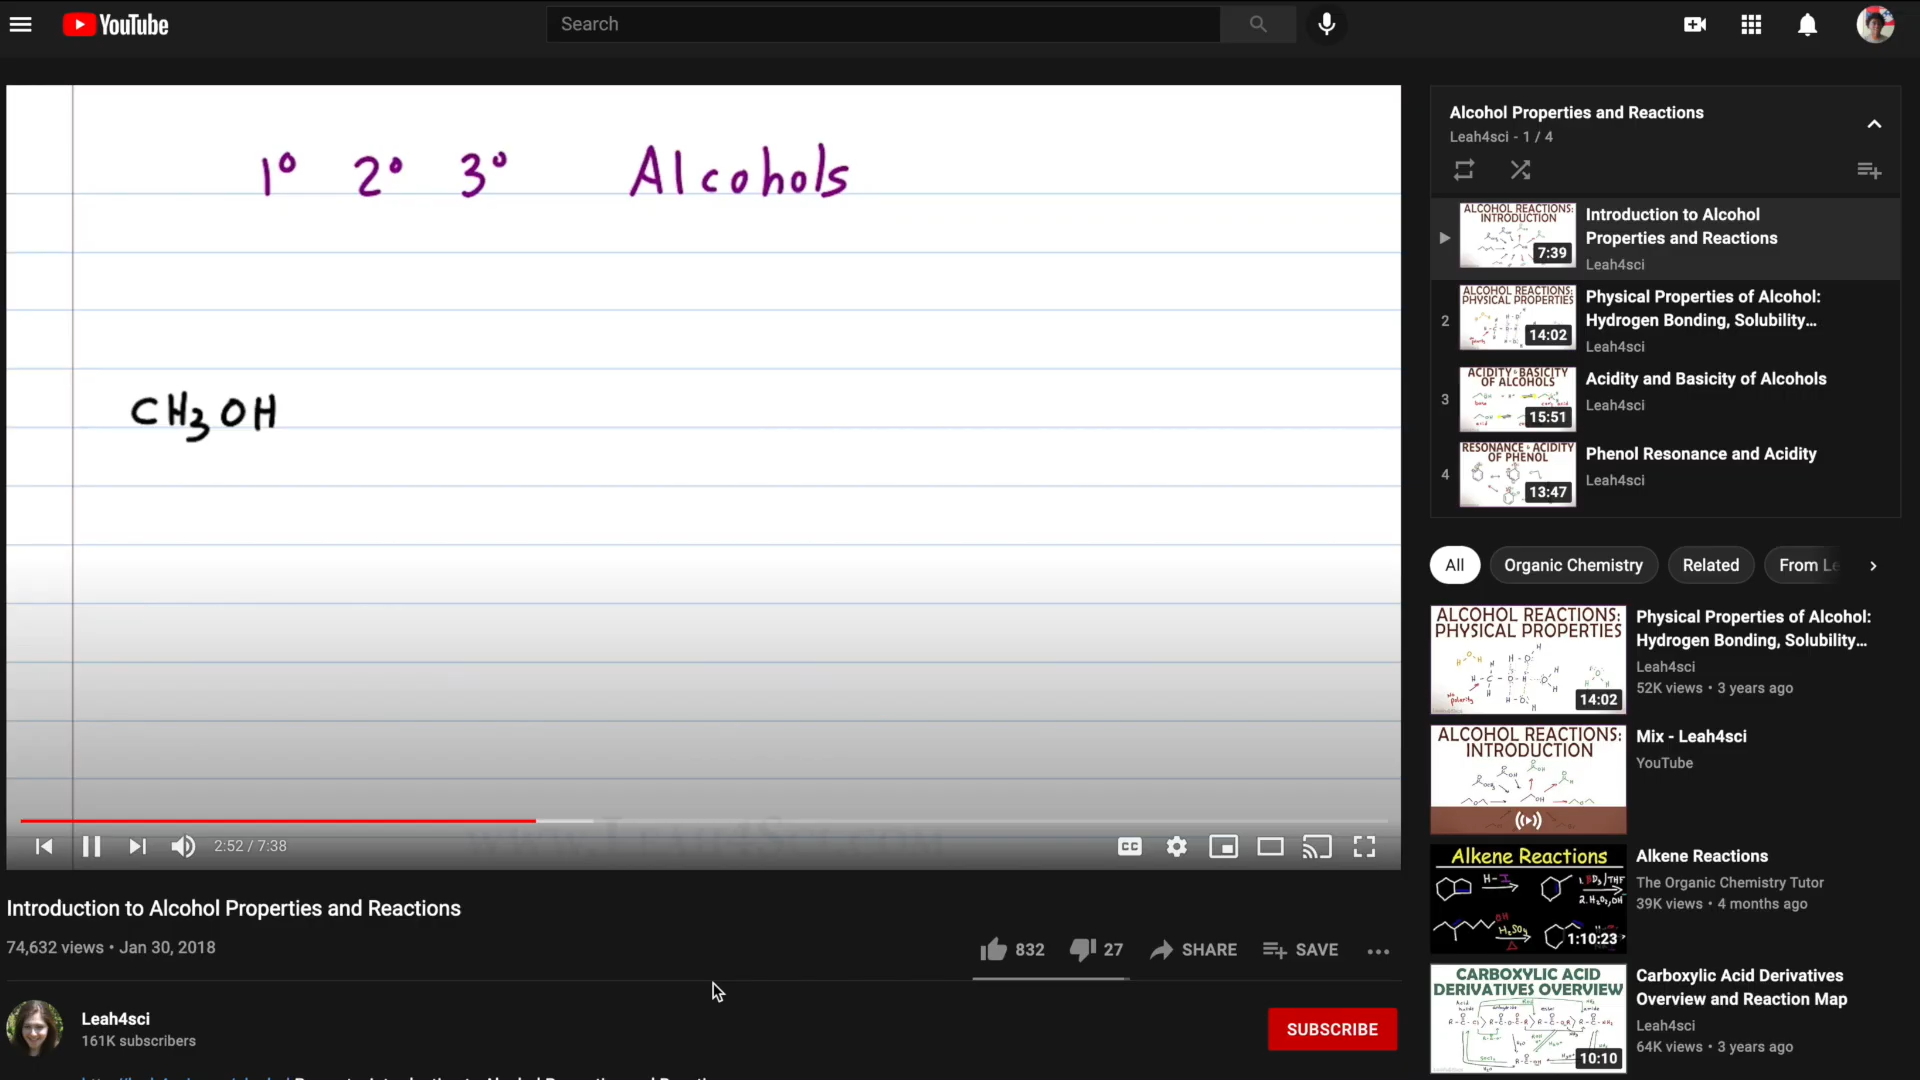 YouTube
Search
1° 2° 3° Alcohols
CH3OH
2:52 / 7:38
CC
Introduction to Alcohol Properties and Reactions
74,632 views • Jan 30, 2018
832
27
SHARE
SAVE
Leah4sci
161K subscribers
SUBSCRIBE
Alcohol Properties and Reactions
Leah4sci - 1 / 4
ALCOHOL REACTIONS:
INTRODUCTION
7:39
Introduction to Alcohol
Properties and Reactions
Leah4sci
2
ALCOHOL REACTIONS:
PHYSICAL PROPERTIES
14:02
Physical Properties of Alcohol:
Hydrogen Bonding, Solubility...
Leah4sci
3
ACIDITY & BASICITY
OF ALCOHOLS
15:51
Acidity and Basicity of Alcohols
Leah4sci
4
RESONANCE & ACIDITY
OF PHENOL
13:47
Phenol Resonance and Acidity
Leah4sci
All
Organic Chemistry
Related
From Le
ALCOHOL REACTIONS:
PHYSICAL PROPERTIES
14:02
Physical Properties of Alcohol:
Hydrogen Bonding, Solubility...
Leah4sci
52K views • 3 years ago
ALCOHOL REACTIONS:
INTRODUCTION
Mix - Leah4sci
YouTube
Alkene Reactions
1:10:23
Alkene Reactions
The Organic Chemistry Tutor
39K views • 4 months ago
CARBOXYLIC ACID
DERIVATIVES OVERVIEW
10:10
Carboxylic Acid Derivatives
Overview and Reaction Map
Leah4sci
64K views • 3 years ago